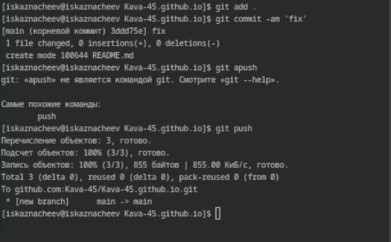 [iskaznacheev@iskaznacheev Kava-45.github.io]$ git add .
[iskaznacheev@iskaznacheev Kava-45.github.io]$ git commit -am 'fix'
[main (корневой коммит) 3ddd75e] fix
 1 file changed, 0 insertions(+), 0 deletions(-)
 create mode 100644 README.md
[iskaznacheev@iskaznacheev Kava-45.github.io]$ git apush
git: «apush» не является командой git. Смотрите «git --help».

Самые похожие команды:
        push
[iskaznacheev@iskaznacheev Kava-45.github.io]$ git push
Перечисление объектов: 3, готово.
Подсчет объектов: 100% (3/3), готово.
Запись объектов: 100% (3/3), 855 байтов | 855.00 КиБ/с, готово.
Total 3 (delta 0), reused 0 (delta 0), pack-reused 0 (from 0)
To github.com:Kava-45/Kava-45.github.io.git
 * [new branch]      main -> main
[iskaznacheev@iskaznacheev Kava-45.github.io]$